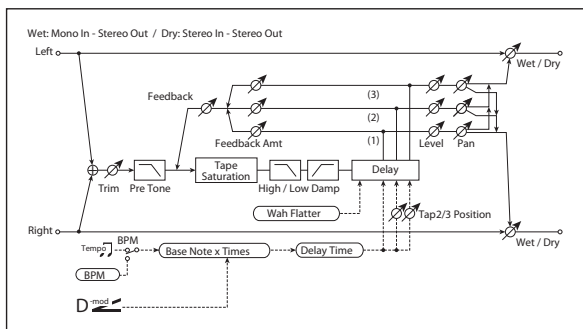 Wet: Mono In - Stereo Out / Dry: Stereo In - Stereo Out
Left
Wet / Dry
Feedback
(3)
(2)
(1)
Feedback Amt
Level
Pan
Trim
Pre Tone
Tape
Saturation
High / Low Damp
Delay
Wah Flatter
Tap2/3 Position
Right
Wet / Dry
Tempo
BPM
Base Note x Times
Delay Time
BPM
D-mod